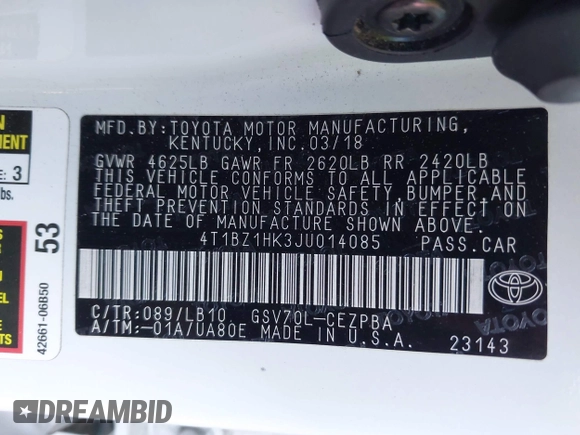 MFD.BY: TOYOTA MOTOR MANUFACTURING,
KENTUCKY, INC. 03/18
GVWR 4625LB GAWR FR 2620LB RR 2420LB
THIS VEHICLE CONFORMS TO ALL APPLICABLE
FEDERAL MOTOR VEHICLE SAFETY, BUMPER, AND
THEFT PREVENTION STANDARDS IN EFFECT ON
THE DATE OF MANUFACTURE SHOWN ABOVE.
4T1BZ1HK3JU014085 PASS.CAR
C/TR:089/LB10 GSV70L-CEZPBA
A/TM:-01A/UA80E MADE IN U.S.A.
23143
TOYOTA
3
lbs.
53
42661-06B50
DREAMBID